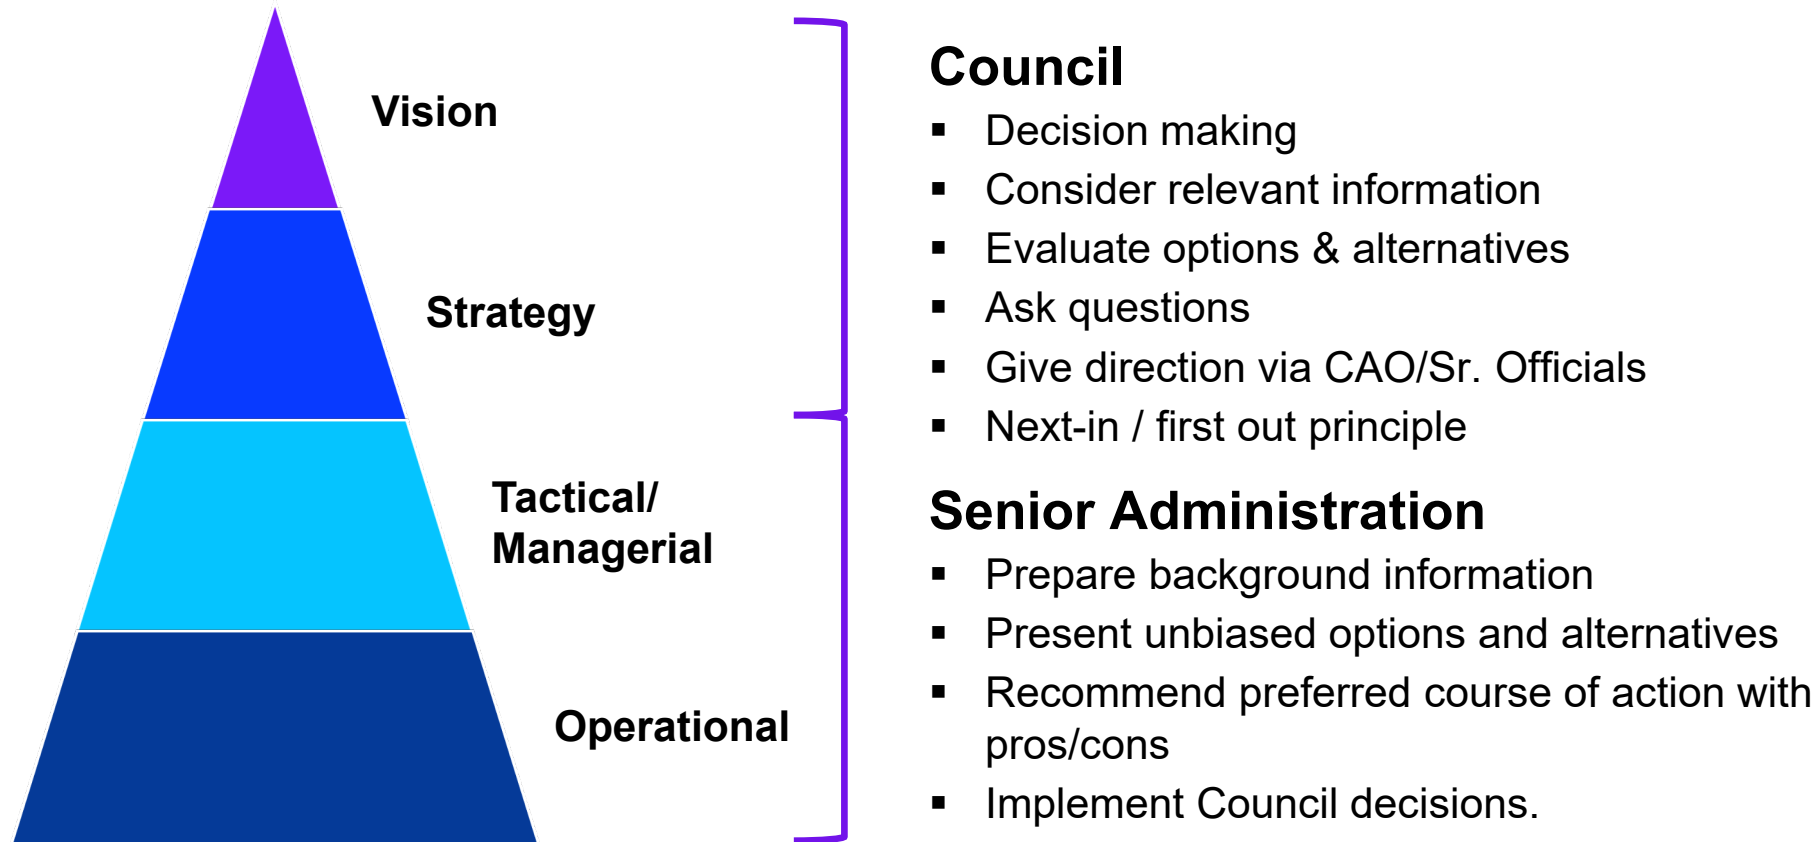 Vision
Strategy
Tactical/
Managerial
Operational
Council
▪ Decision making
▪ Consider relevant information
▪ Evaluate options & alternatives
▪ Ask questions
▪ Give direction via CAO/Sr. Officials
▪ Next-in / first out principle
Senior Administration
▪ Prepare background information
▪ Present unbiased options and alternatives
▪ Recommend preferred course of action with
pros/cons
▪ Implement Council decisions.